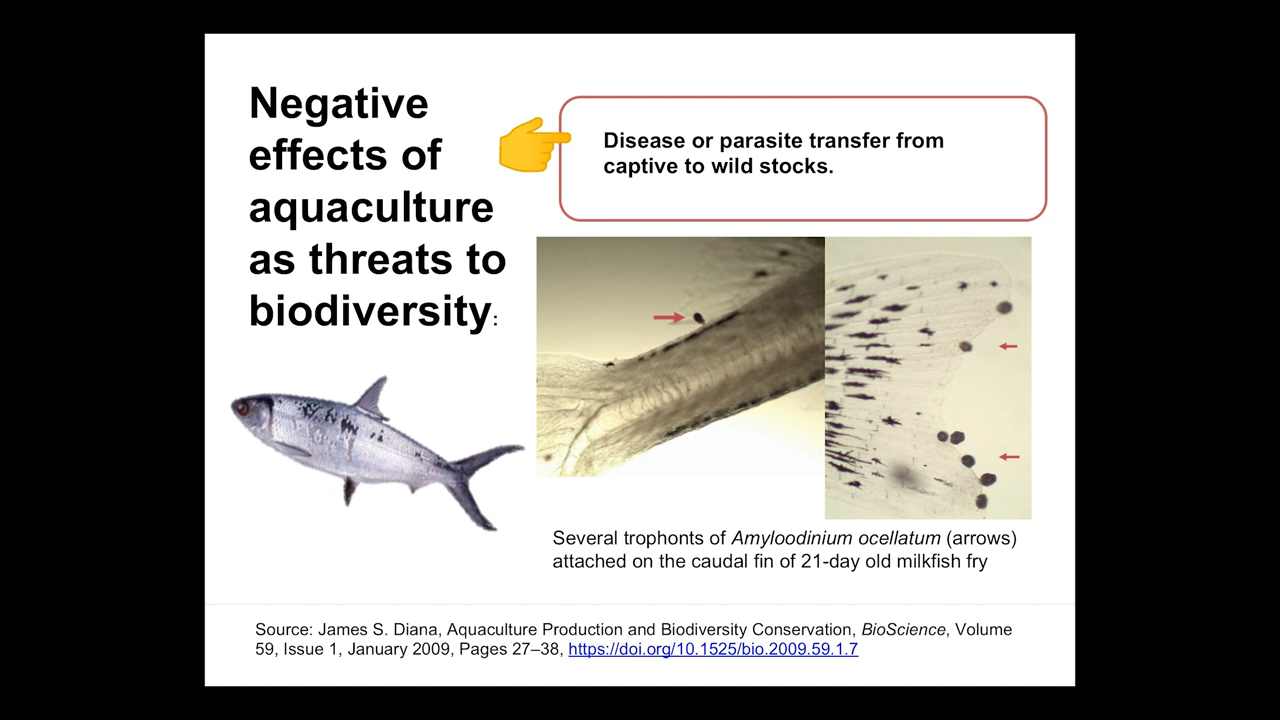 Negative
effects of
aquaculture
as threats to
biodiversity:
Disease or parasite transfer from
captive to wild stocks.
Several trophonts of Amyloodinium ocellatum (arrows)
attached on the caudal fin of 21-day old milkfish fry
Source: James S. Diana, Aquaculture Production and Biodiversity Conservation, BioScience, Volume
59, Issue 1, January 2009, Pages 27–38, https://doi.org/10.1525/bio.2009.59.1.7